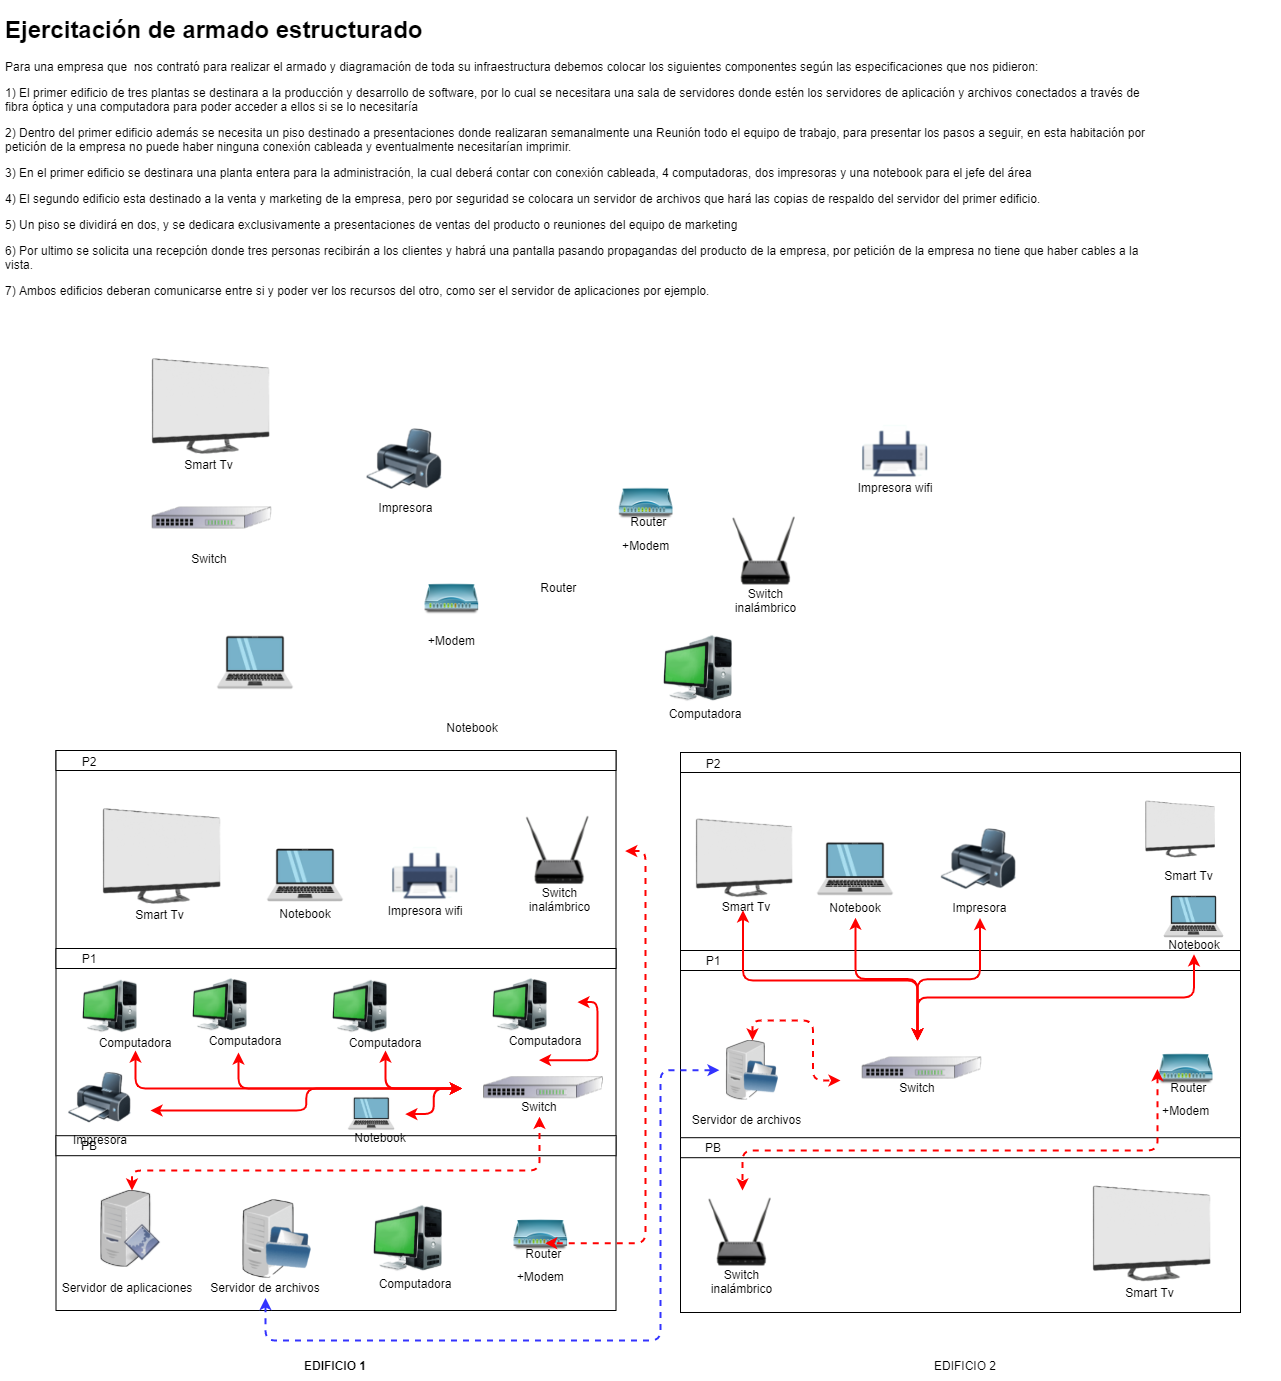 Ejercitación de armado estructurado
Para una empresa que  nos contrató para realizar el armado y diagramación de toda su infraestructura debemos colocar los siguientes componentes según las especificaciones que nos pidieron:
1) El primer edificio de tres plantas se destinara a la producción y desarrollo de software, por lo cual se necesitara una sala de servidores donde estén los servidores de aplicación y archivos conectados a través de
fibra óptica y una computadora para poder acceder a ellos si se lo necesitaría
2) Dentro del primer edificio además se necesita un piso destinado a presentaciones donde realizaran semanalmente una Reunión todo el equipo de trabajo, para presentar los pasos a seguir, en esta habitación por
petición de la empresa no puede haber ninguna conexión cableada y eventualmente necesitarían imprimir.
3) En el primer edificio se destinara una planta entera para la administración, la cual deberá contar con conexión cableada, 4 computadoras, dos impresoras y una notebook para el jefe del área
4) El segundo edificio esta destinado a la venta y marketing de la empresa, pero por seguridad se colocara un servidor de archivos que hará las copias de respaldo del servidor del primer edificio.
5) Un piso se dividirá en dos, y se dedicara exclusivamente a presentaciones de ventas del producto o reuniones del equipo de marketing
6) Por ultimo se solicita una recepción donde tres personas recibirán a los clientes y habrá una pantalla pasando propagandas del producto de la empresa, por petición de la empresa no tiene que haber cables a la
vista.
7) Ambos edificios deberan comunicarse entre si y poder ver los recursos del otro, como ser el servidor de aplicaciones por ejemplo.
Smart Tv
Impresora
Impresora wifi
Router
+Modem
Switch
Router
Switch
inalámbrico
+Modem
Computadora
Notebook
P2
Smart Tv
Notebook
Impresora wifi
Switch
inalámbrico
P1
Computadora
Computadora
Computadora
Computadora
Switch
Impresora
Notebook
PB
Servidor de aplicaciones
Servidor de archivos
Computadora
Router
+Modem
EDIFICIO 1
P2
Smart Tv
Notebook
Impresora
Smart Tv
Notebook
P1
Servidor de archivos
Switch
Router
+Modem
PB
Switch
inalámbrico
Smart Tv
EDIFICIO 2